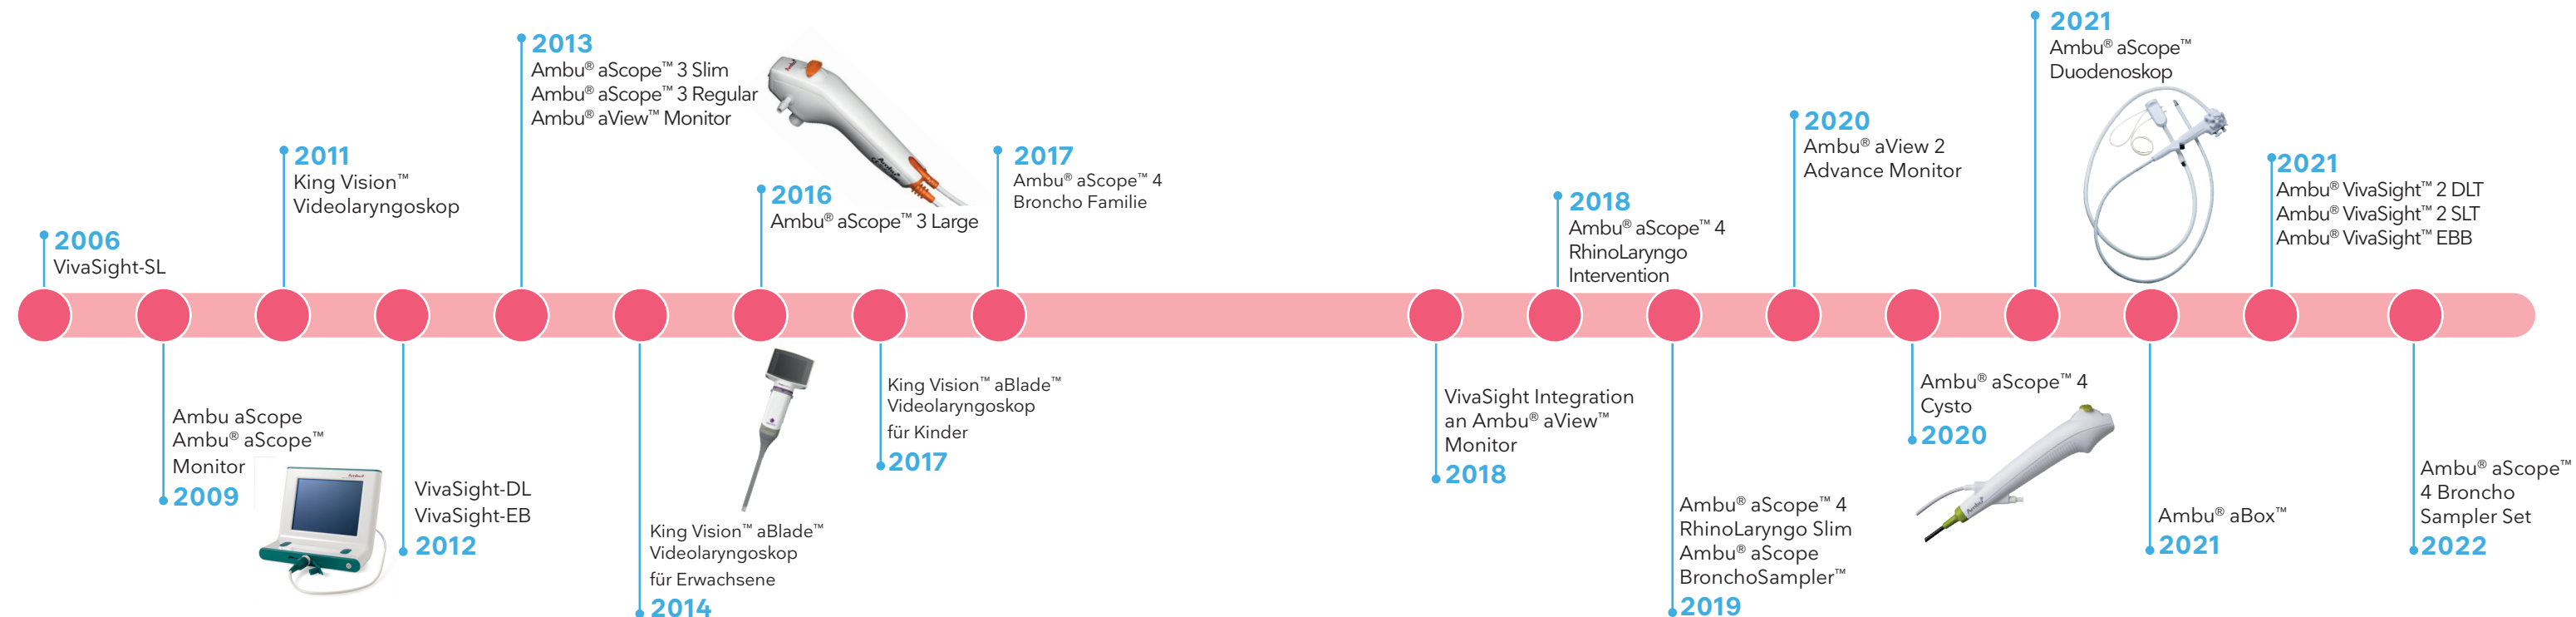 2006
VivaSight-SL
Ambu aScope
Ambu® aScope™
Monitor
2009
2011
King Vision™
Videolaryngoskop
VivaSight-DL
VivaSight-EB
2012
2013
Ambu® aScope™ 3 Slim
Ambu® aScope™ 3 Regular
Ambu® aView™ Monitor
King Vision™ aBlade™
Videolaryngoskop
für Erwachsene
2014
2016
Ambu® aScope™ 3 Large
King Vision™ aBlade™
Videolaryngoskop
für Kinder
2017
2017
Ambu® aScope™ 4
Broncho Familie
VivaSight Integration
an Ambu® aView™
Monitor
2018
2018
Ambu® aScope™ 4
RhinoLaryngo
Intervention
Ambu® aScope™ 4
RhinoLaryngo Slim
Ambu® aScope
BronchoSampler™
2019
2020
Ambu® aView 2
Advance Monitor
Ambu® aScope™ 4
Cysto
2020
2021
Ambu® aScope™
Duodenoskop
Ambu® aBox™
2021
2021
Ambu® VivaSight™ 2 DLT
Ambu® VivaSight™ 2 SLT
Ambu® VivaSight™ EBB
Ambu® aScope™
4 Broncho
Sampler Set
2022